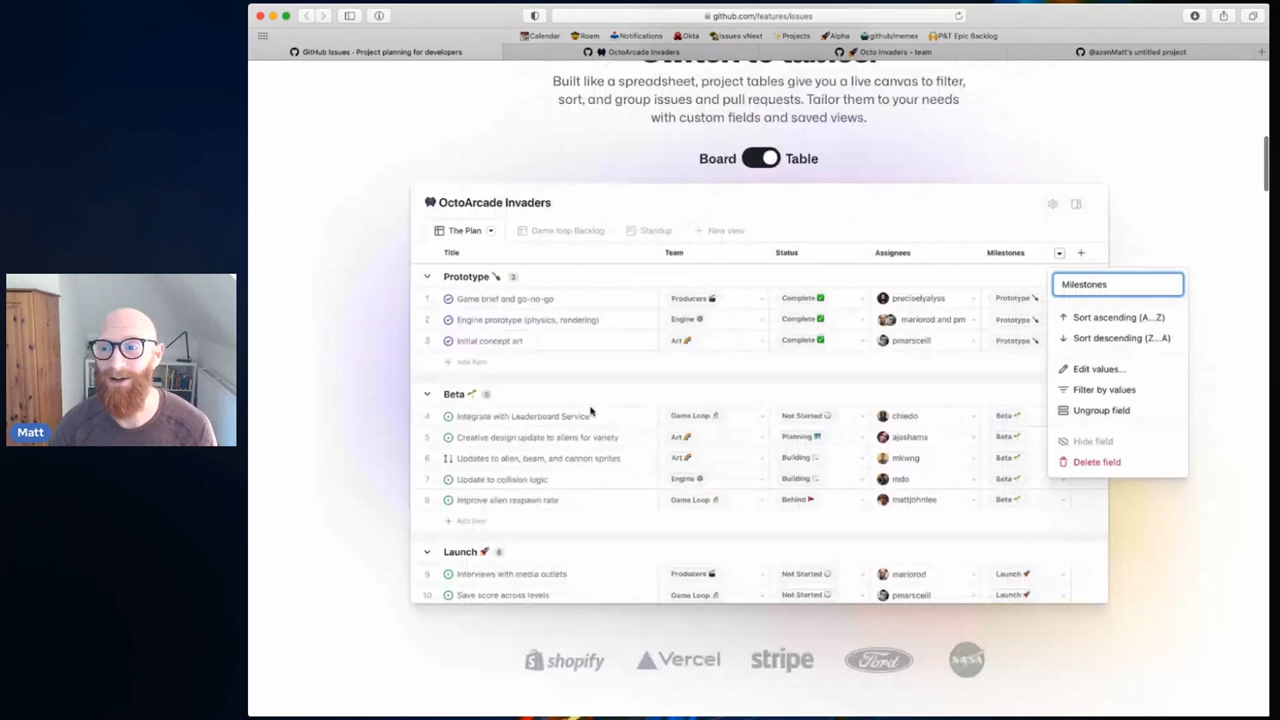 github.com/features/issues
Calendar Roam Notifications Okta Issues vNext Projects Alpha github/memex P&T Epic Backlog
GitHub Issues - Project planning for developers OctoArcade Invaders Octo Invaders - team @azenMatt's untitled project
Built like a spreadsheet, project tables give you a live canvas to filter,
sort, and group issues and pull requests. Tailor them to your needs
with custom fields and saved views.
Board Table
OctoArcade Invaders
The Plan Game loop Backlog Standup + New view
Title Team Status Assignees Milestones +
Prototype 3
1 Game brief and go-no-go Producers Complete preciselyalyss Prototype
2 Engine prototype (physics, rendering) Engine Complete mariorod and pm Prototype
3 Initial concept art Art Complete pmarsceill Prototype
+ Add item
Beta 5
4 Integrate with Leaderboard Service Game Loop Not Started chiedo Beta
5 Creative design update to aliens for variety Art Planning ajashams Beta
6 Updates to alien, beam, and cannon sprites Art Building mkwng Beta
7 Update to collision logic Engine Building mdo Beta
8 Improve alien respawn rate Game Loop Behind mattjohnlee Beta
+ Add item
Launch 6
9 Interviews with media outlets Producers Not Started mariorod Launch
10 Save score across levels Game Loop Not Started pmarsceill Launch
Milestones
Sort ascending (A...Z)
Sort descending (Z...A)
Edit values...
Filter by values
Ungroup field
Hide field
Delete field
Matt
shopify Vercel stripe Ford NASA